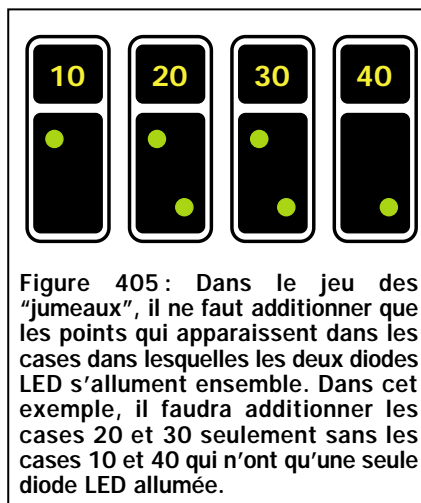 10 20 30 40
Figure 405: Dans le jeu des
"jumeaux", il ne faut additionner que
les points qui apparaissent dans les
cases dans lesquelles les deux diodes
LED s'allument ensemble. Dans cet
exemple, il faudra additionner les
cases 20 et 30 seulement sans les
cases 10 et 40 qui n'ont qu'une seule
diode LED allumée.